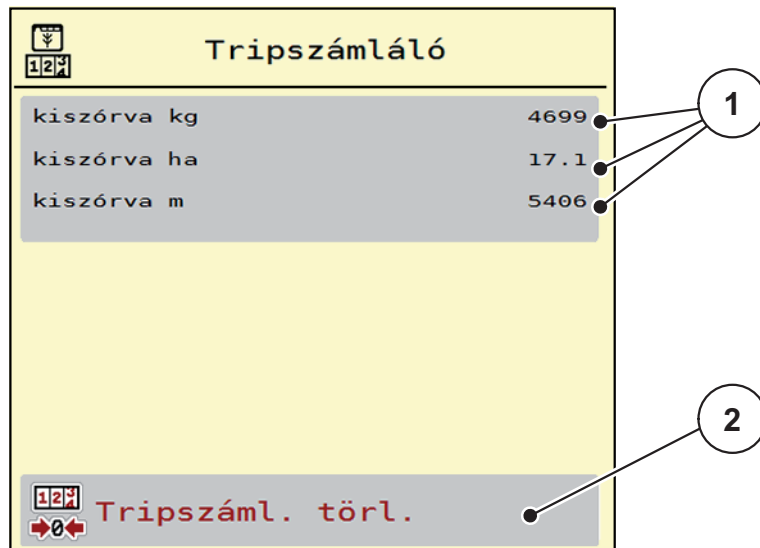 Tripszámláló
kiszórva kg 4699
kiszórva ha 17.1
kiszórva m 5406
1
2
Tripszáml. törl.